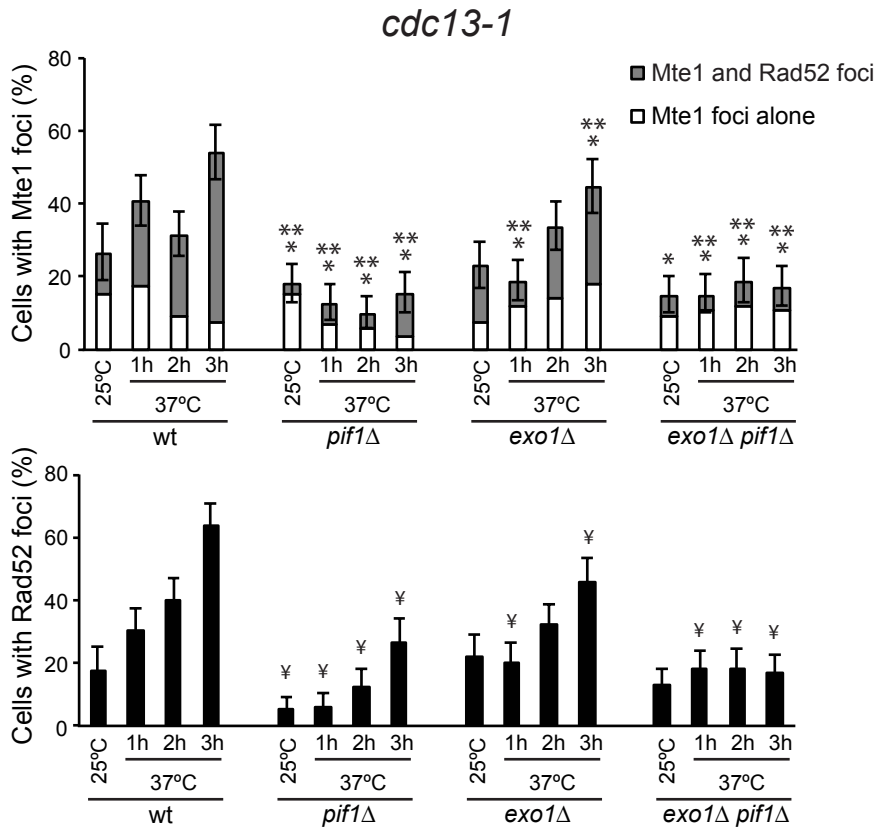 cdc13-1
Cells with Mte1 foci (%)
80
60
40
20
0
Mte1 and Rad52 foci
Mte1 foci alone
** * ** * ** * ** *
** * ** *
* ** * ** * ** *
25ºC 1h 2h 3h 25ºC 1h 2h 3h 25ºC 1h 2h 3h 25ºC 1h 2h 3h
37ºC 37ºC 37ºC 37ºC
wt pif1Δ exo1Δ exo1Δ pif1Δ
Cells with Rad52 foci (%)
80
60
40
20
0
¥ ¥ ¥ ¥ ¥ ¥ ¥ ¥ ¥
25ºC 1h 2h 3h 25ºC 1h 2h 3h 25ºC 1h 2h 3h 25ºC 1h 2h 3h
37ºC 37ºC 37ºC 37ºC
wt pif1Δ exo1Δ exo1Δ pif1Δ